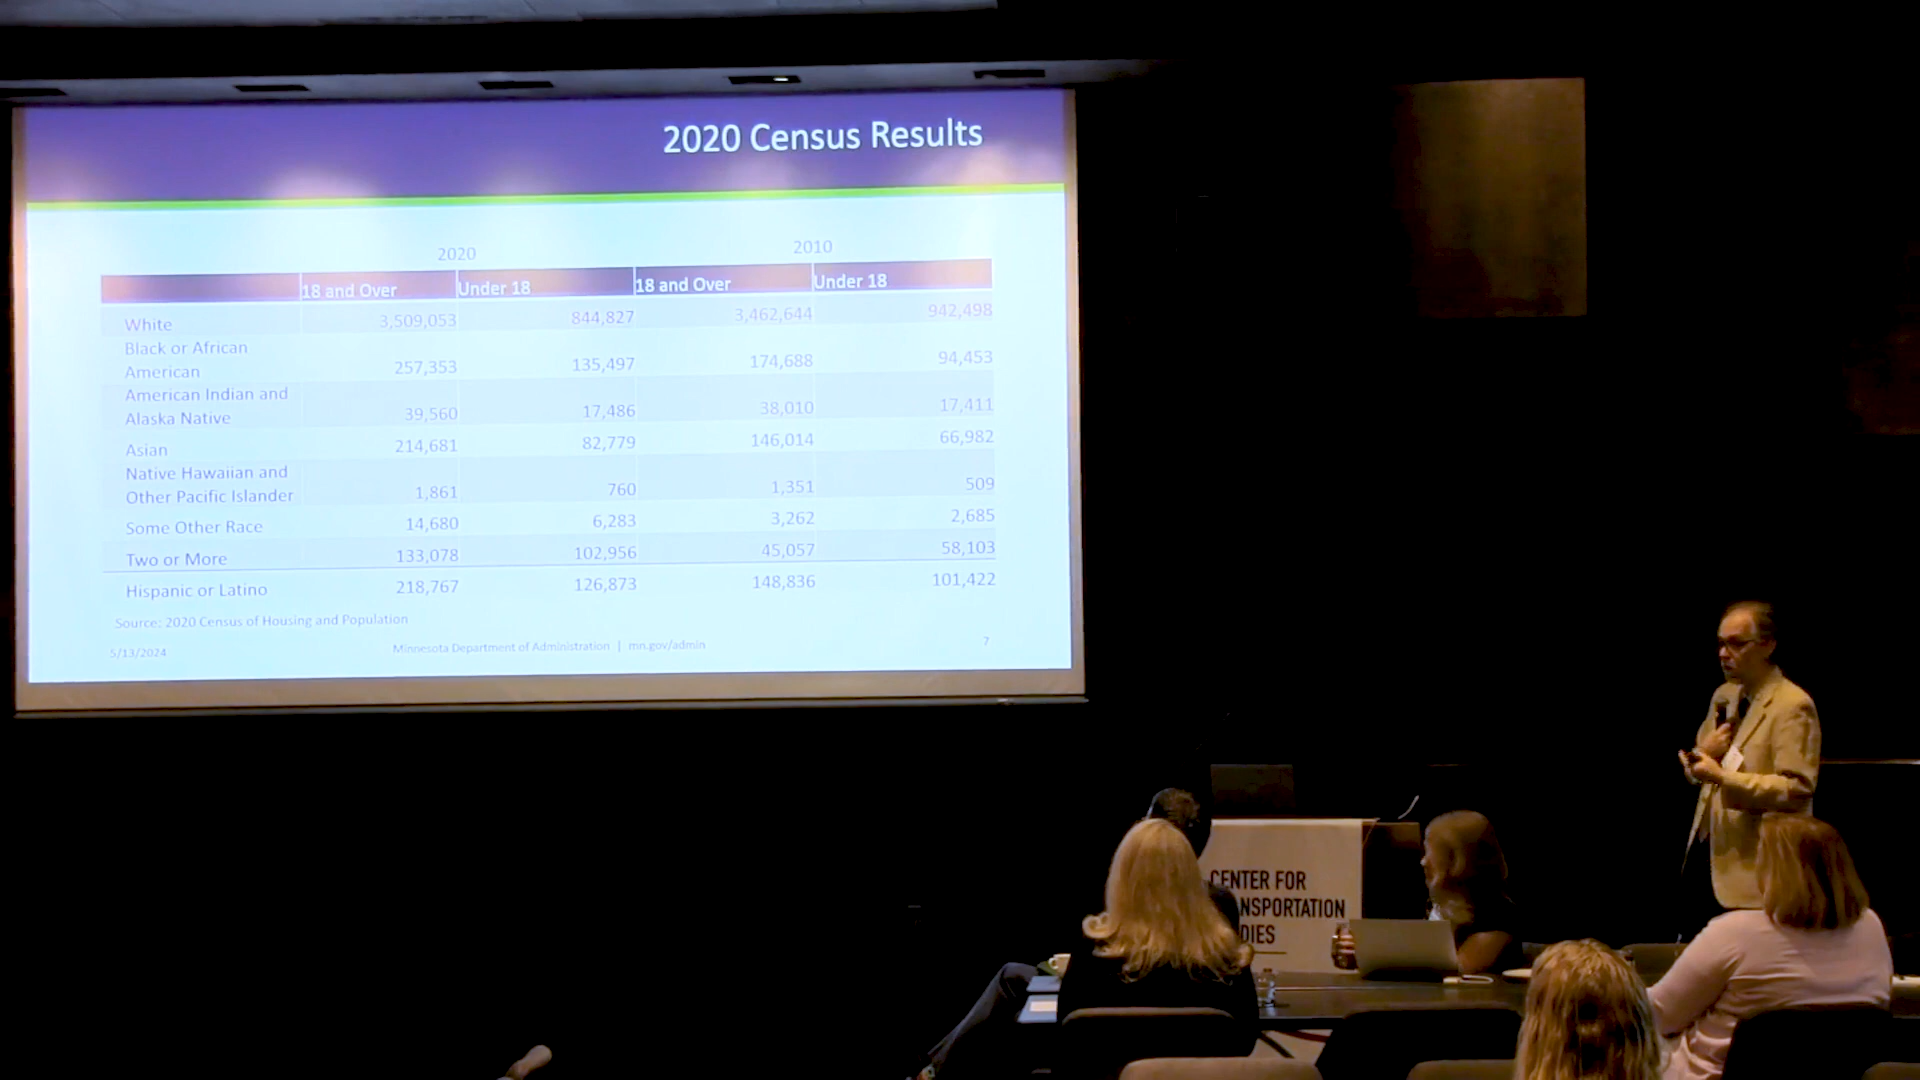 2020 Census Results
2020 2010
18 and Over Under 18 18 and Over Under 18
White 3,509,053 844,827 3,462,644 942,498
Black or African
American 257,353 135,497 174,688 94,453
American Indian and
Alaska Native 39,560 17,486 38,010 17,411
Asian 214,681 82,779 146,014 66,982
Native Hawaiian and
Other Pacific Islander 1,861 760 1,351 509
Some Other Race 14,680 6,283 3,262 2,685
Two or More 133,078 102,956 45,057 58,103
Hispanic or Latino 218,767 126,873 148,836 101,422
Source: 2020 Census of Housing and Population
5/13/2024 Minnesota Department of Administration | mn.gov/admin 7
CENTER FOR
NSPORTATION
DIES